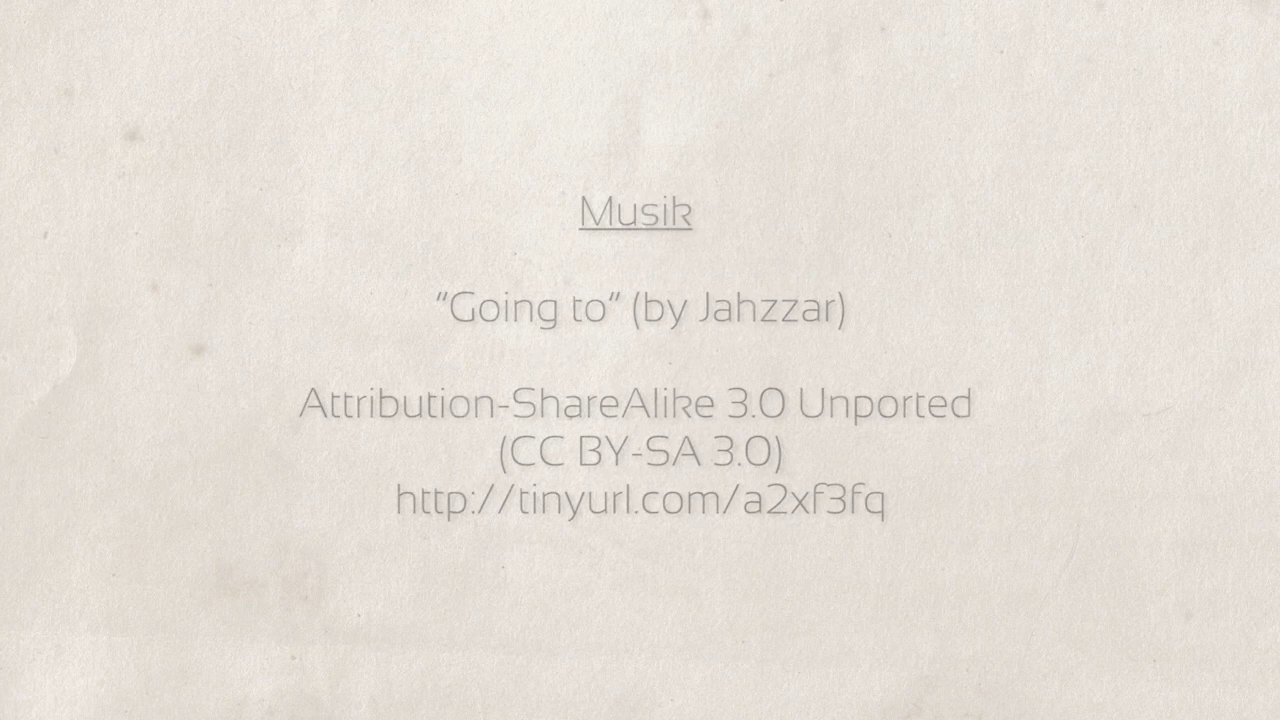 Musik
“Going to” (by Jahzzar)
Attribution-ShareAlike 3.0 Unported
(CC BY-SA 3.0)
http://tinyurl.com/a2xf3fq